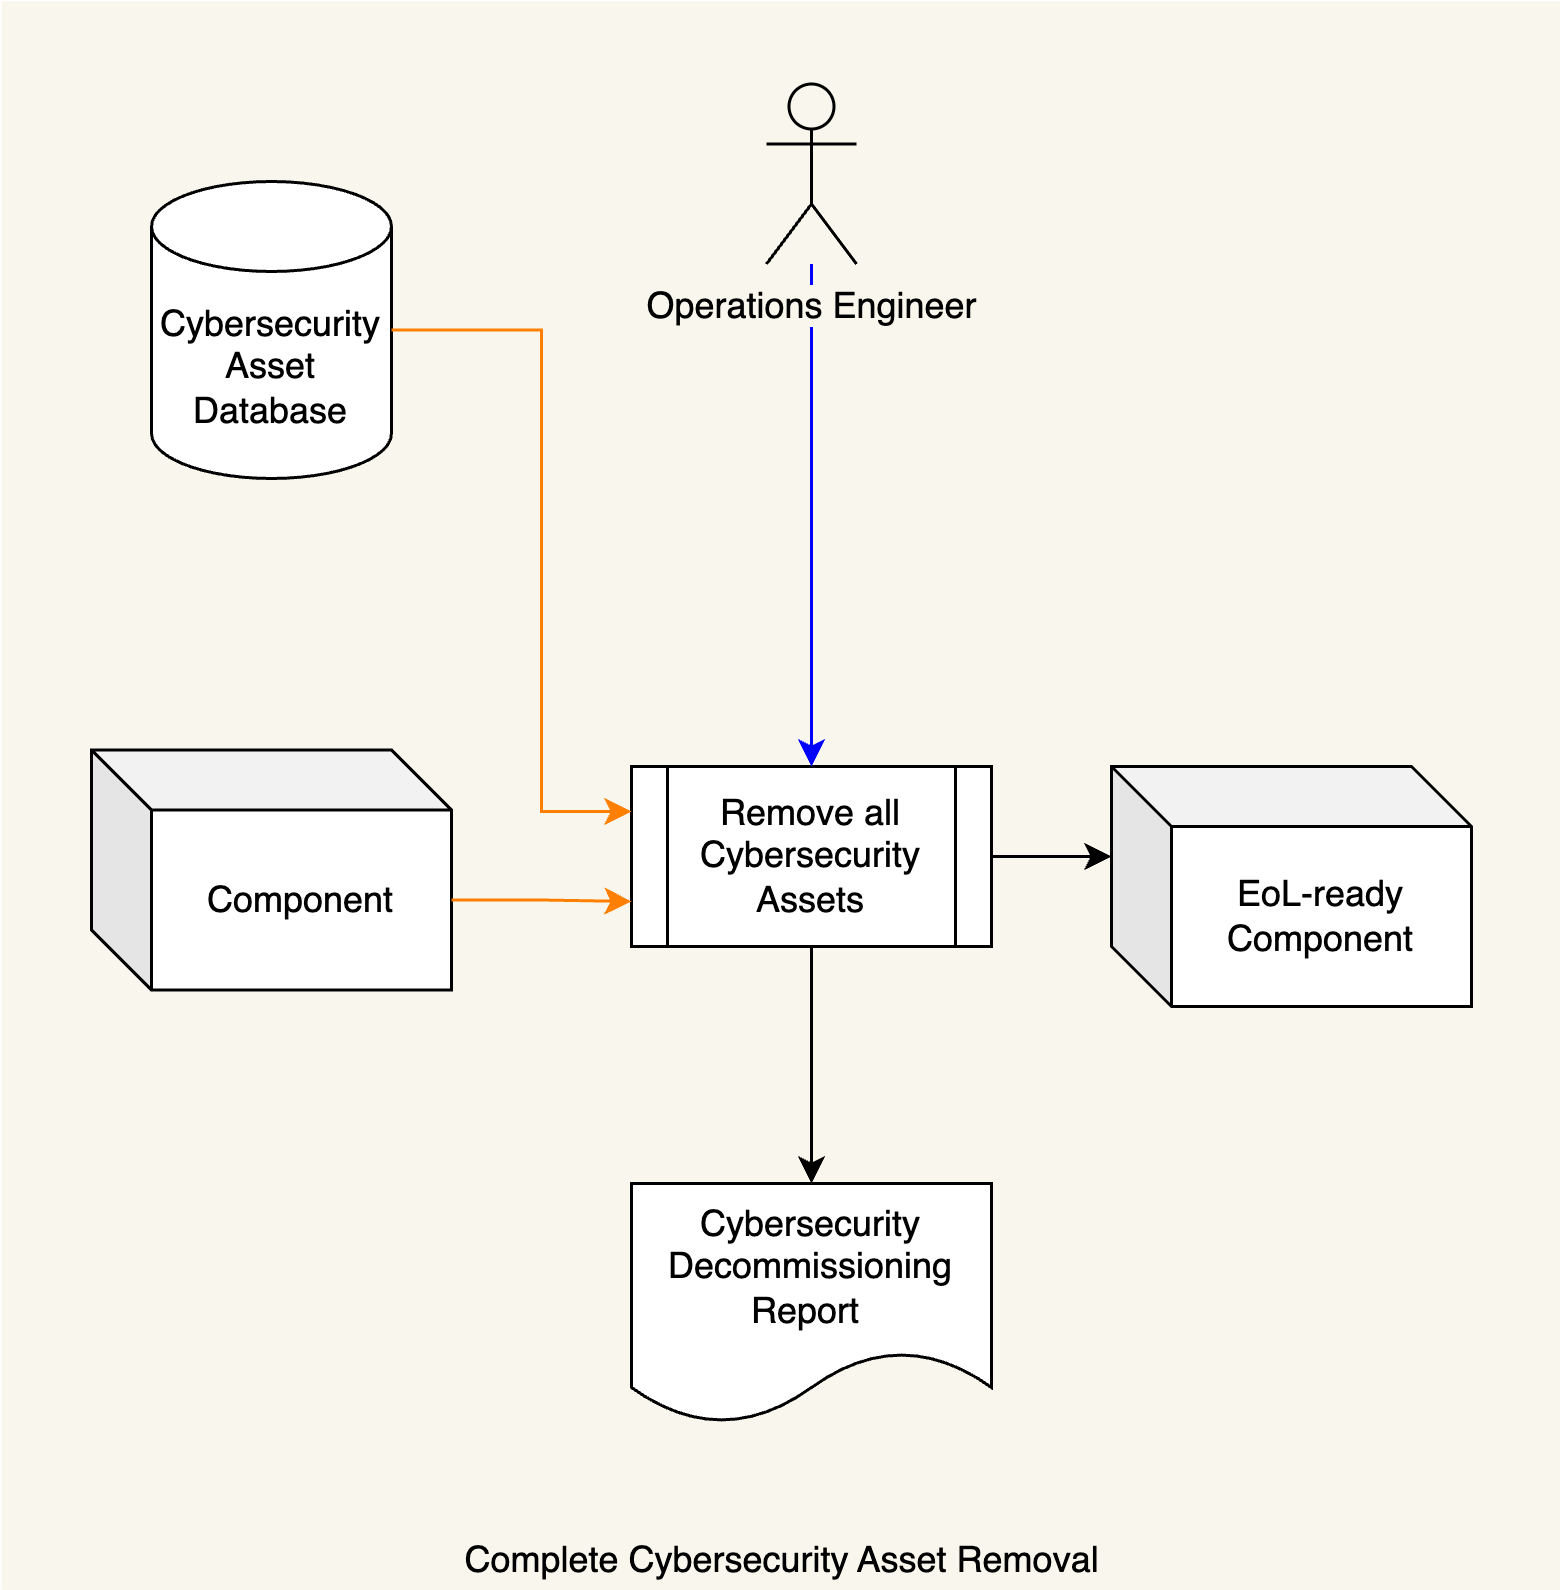 Operations Engineer
Cybersecurity
Asset
Database
Component
Remove all
Cybersecurity
Assets
EoL-ready
Component
Cybersecurity
Decommissioning
Report
Complete Cybersecurity Asset Removal